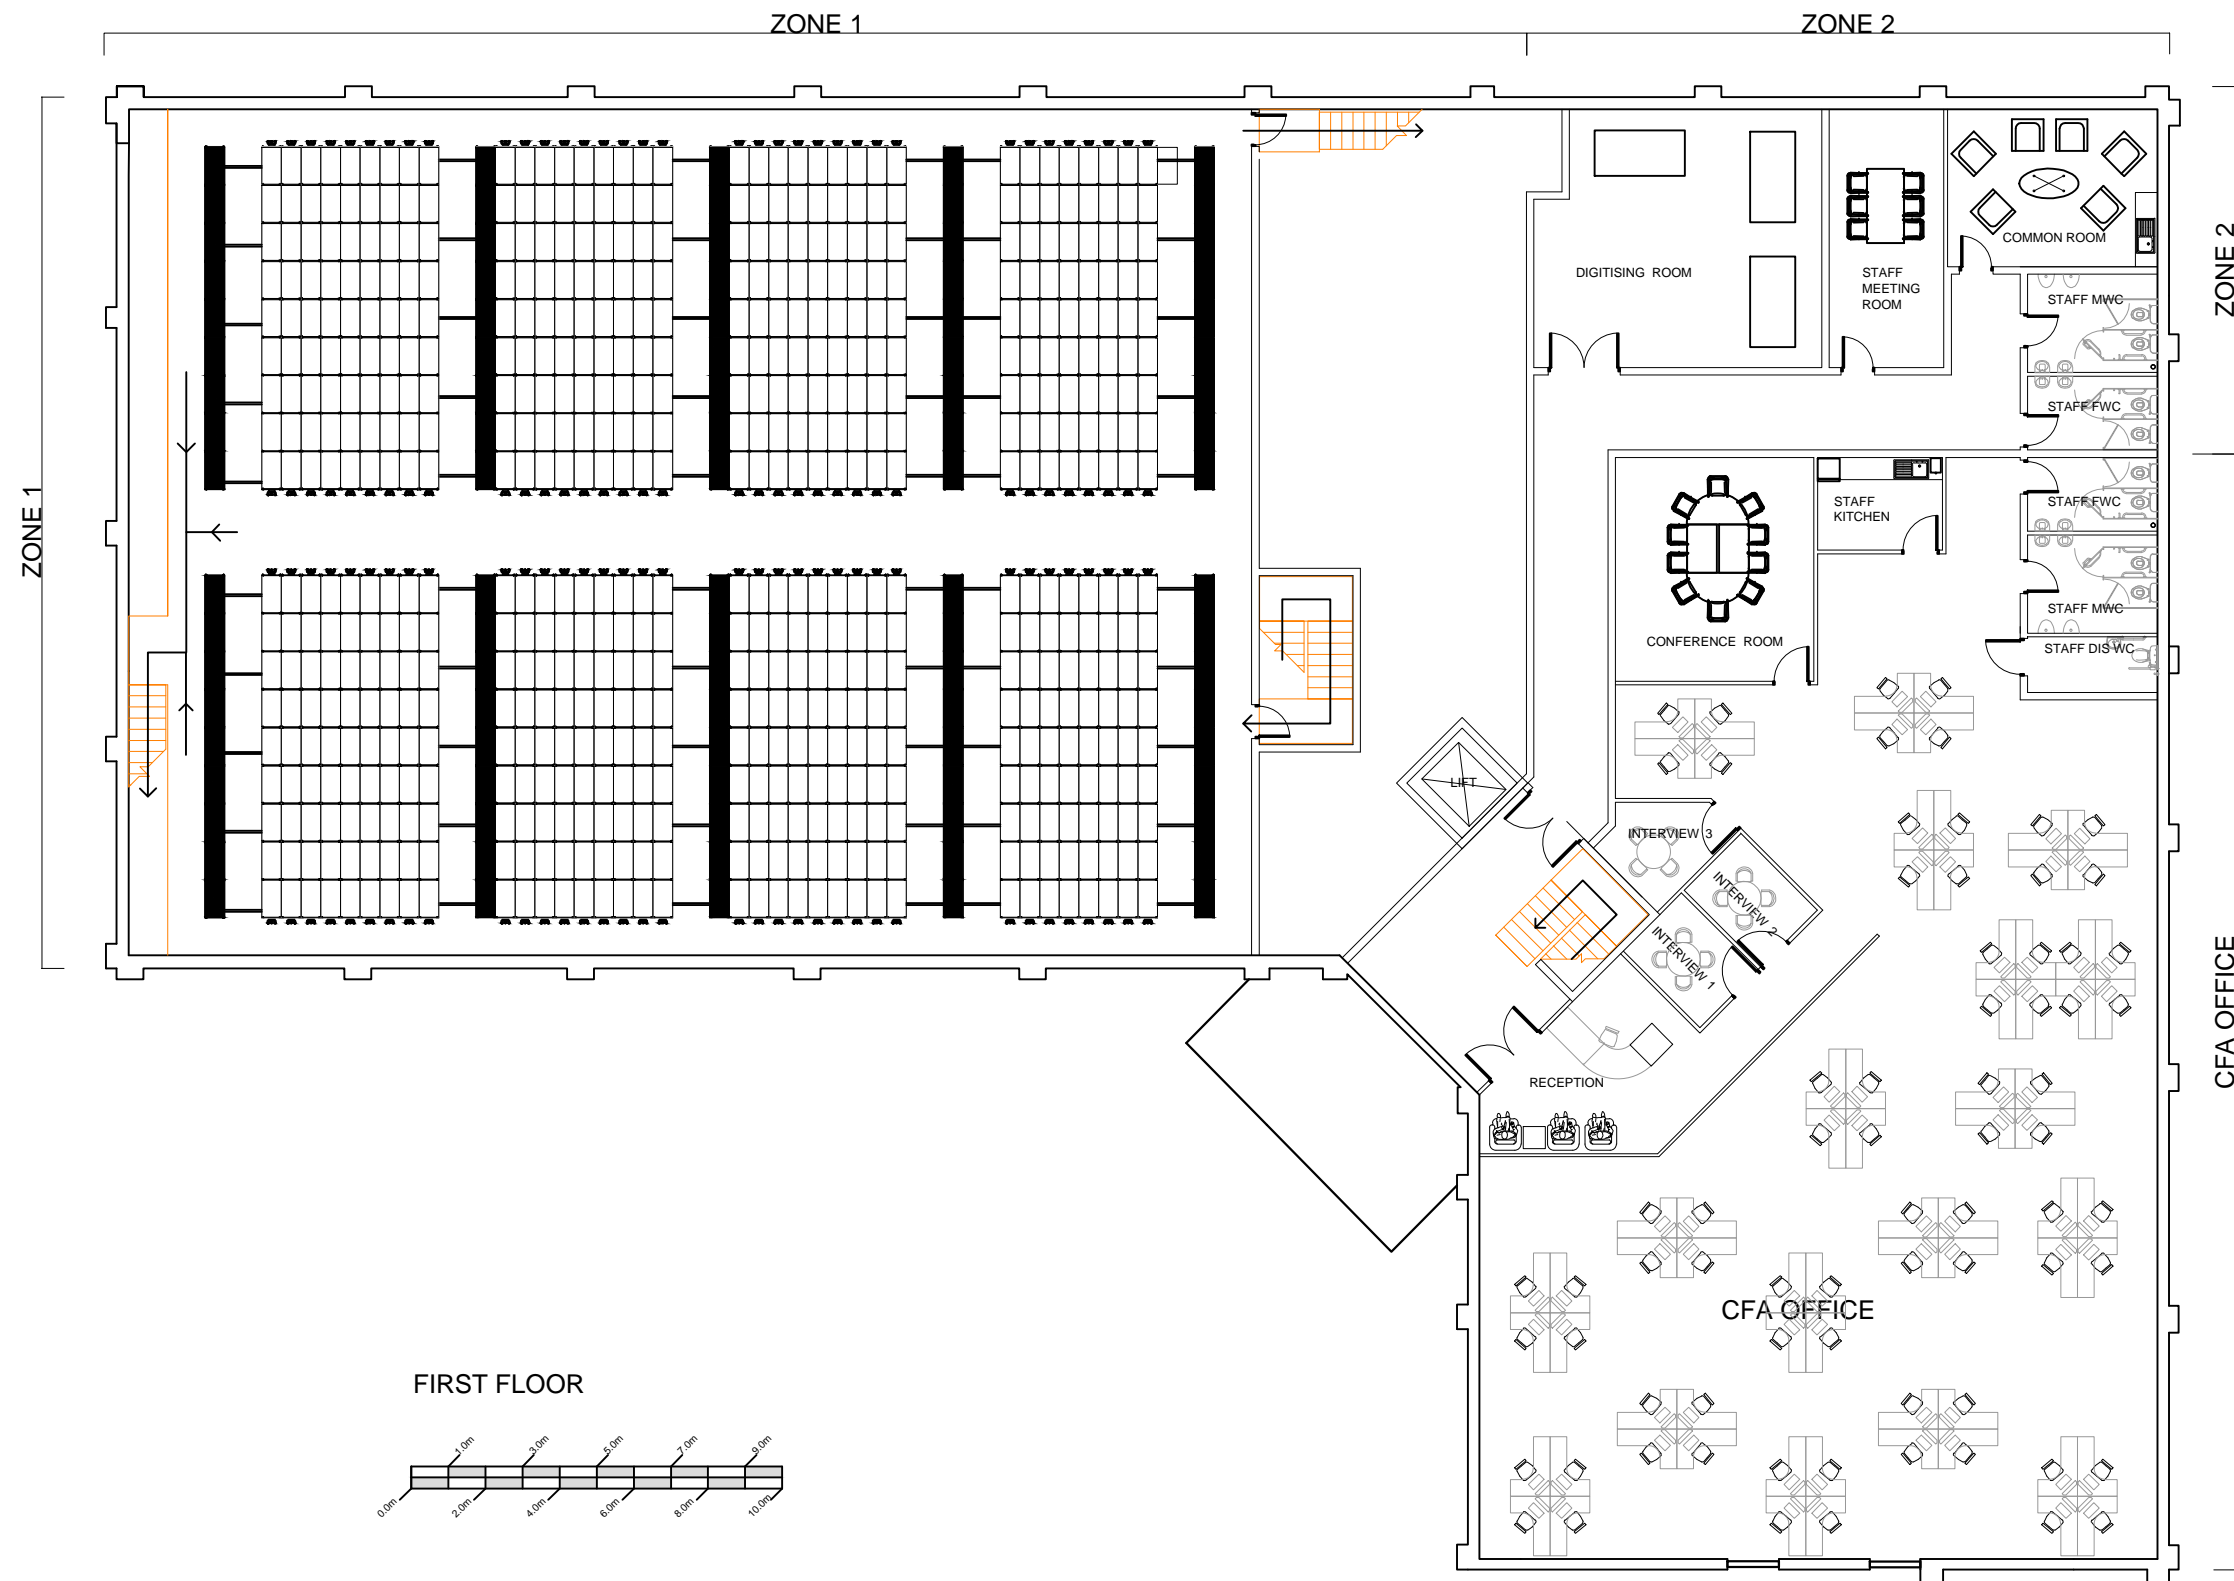 ZONE 1
ZONE 2
ZONE 1
ZONE 2
CFA OFFICE
DIGITISING ROOM
STAFF
MEETING
ROOM
COMMON ROOM
STAFF MWC
STAFF FWC
STAFF FWC
STAFF MWC
STAFF DIS WC
STAFF
KITCHEN
CONFERENCE ROOM
LIFT
INTERVIEW 3
INTERVIEW 2
INTERVIEW 1
RECEPTION
CFA OFFICE
FIRST FLOOR
1.0m 3.0m 5.0m 7.0m 9.0m
0.0m 2.0m 4.0m 6.0m 8.0m 10.0m